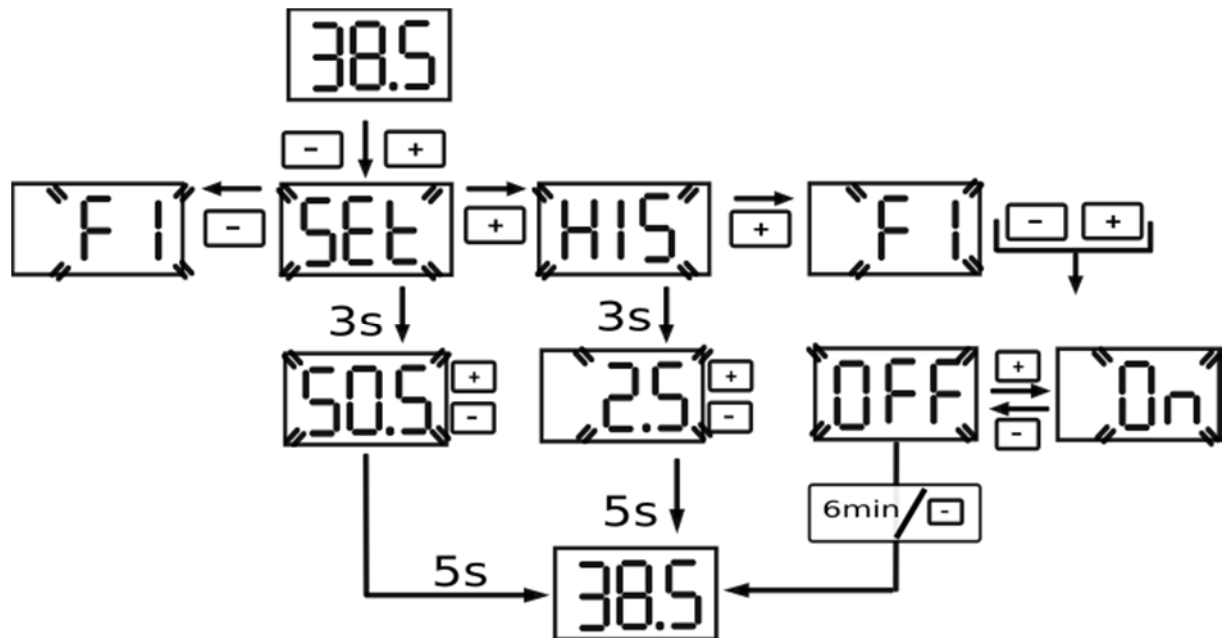 38.5
- +
F1 SEt HIS F1 - +
- + +
3s 3s
50.5 + 2.5 + OFF + On
- - -
6min / -
5s
5s
38.5